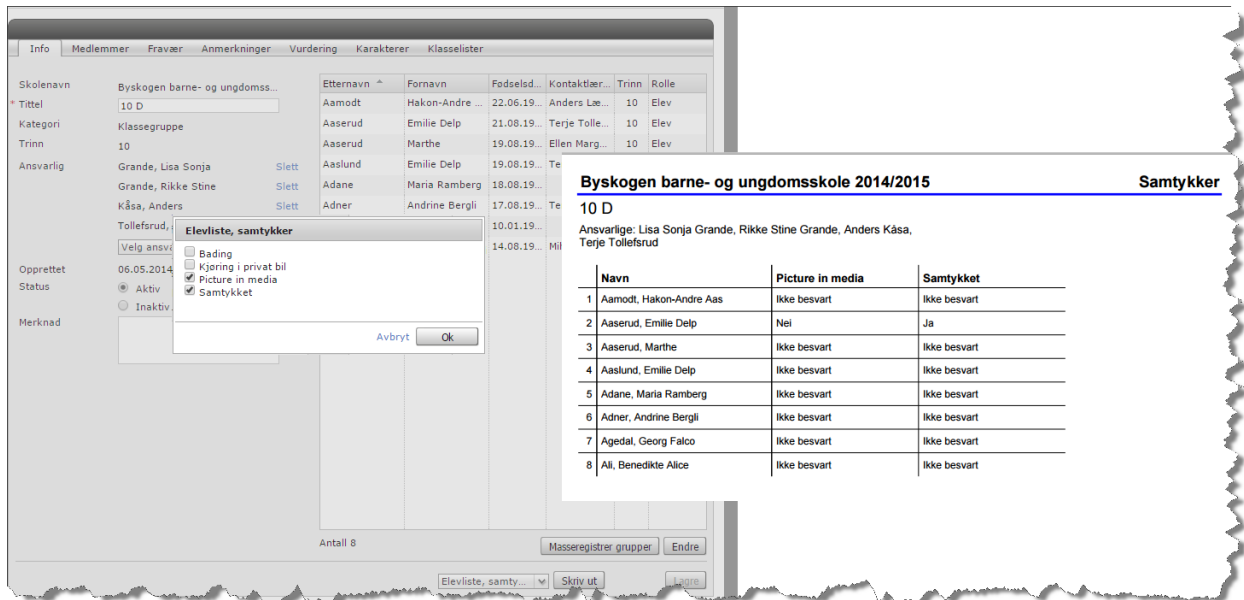 Info Medlemmer Fravær Anmerkninger Vurdering Karakterer Klasselister
Skolenavn Byskogen barne- og ungdomss...
* Tittel 10 D
Kategori Klassegruppe
Trinn 10
Ansvarlig Grande, Lisa Sonja Slett
Grande, Rikke Stine Slett
Kåsa, Anders Slett
Tollefsrud,
Velg ansva
Opprettet 06.05.2014
Status Aktiv
Inaktiv
Merknad
Etternavn Fornavn Fødselsd... Kontaktlær... Trinn Rolle
Aamodt Hakon-Andre ... 22.06.19... Anders Læ... 10 Elev
Aaserud Emilie Delp 21.08.19... Terje Tolle... 10 Elev
Aaserud Marthe 19.08.19... Ellen Marg... 10 Elev
Aaslund Emilie Delp 19.08.19... Te
Adane Maria Ramberg 18.08.19...
Adner Andrine Bergli 17.08.19... Te
10.01.19...
14.08.19... Mil
Elevliste, samtykker
Bading
Kjøring i privat bil
Picture in media
Samtykket
Avbryt Ok
Antall 8 Masseregistrer grupper Endre
Elevliste, samty... Skriv ut Lagre
Byskogen barne- og ungdomsskole 2014/2015 Samtykker
10 D
Ansvarlige: Lisa Sonja Grande, Rikke Stine Grande, Anders Kåsa,
Terje Tollefsrud
Navn Picture in media Samtykket
1 Aamodt, Hakon-Andre Aas Ikke besvart Ikke besvart
2 Aaserud, Emilie Delp Nei Ja
3 Aaserud, Marthe Ikke besvart Ikke besvart
4 Aaslund, Emilie Delp Ikke besvart Ikke besvart
5 Adane, Maria Ramberg Ikke besvart Ikke besvart
6 Adner, Andrine Bergli Ikke besvart Ikke besvart
7 Agedal, Georg Falco Ikke besvart Ikke besvart
8 Ali, Benedikte Alice Ikke besvart Ikke besvart